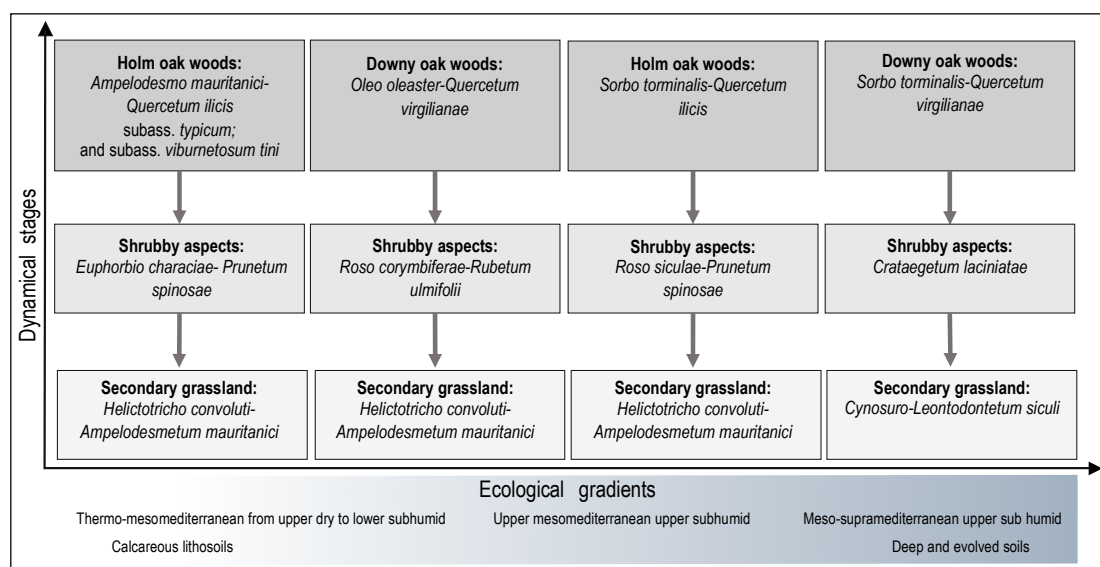 Dynamical stages
Holm oak woods:
Ampelodesmo mauritanici-
Quercetum ilicis
subass. typicum;
and subass. viburnetosum tini
Downy oak woods:
Oleo oleaster-Quercetum
virgilianae
Holm oak woods:
Sorbo torminalis-Quercetum
ilicis
Downy oak woods:
Sorbo torminalis-Quercetum
virgilianae
Shrubby aspects:
Euphorbio characiae- Prunetum
spinosae
Shrubby aspects:
Roso corymbiferae-Rubetum
ulmifolii
Shrubby aspects:
Roso siculae-Prunetum
spinosae
Shrubby aspects:
Crataegetum laciniatae
Secondary grassland:
Helictotricho convoluti-
Ampelodesmetum mauritanici
Secondary grassland:
Helictotricho convoluti-
Ampelodesmetum mauritanici
Secondary grassland:
Helictotricho convoluti-
Ampelodesmetum mauritanici
Secondary grassland:
Cynosuro-Leontodontetum siculi
Ecological gradients
Thermo-mesomediterranean from upper dry to lower subhumid
Upper mesomediterranean upper subhumid
Meso-supramediterranean upper sub humid
Calcareous lithosoils
Deep and evolved soils